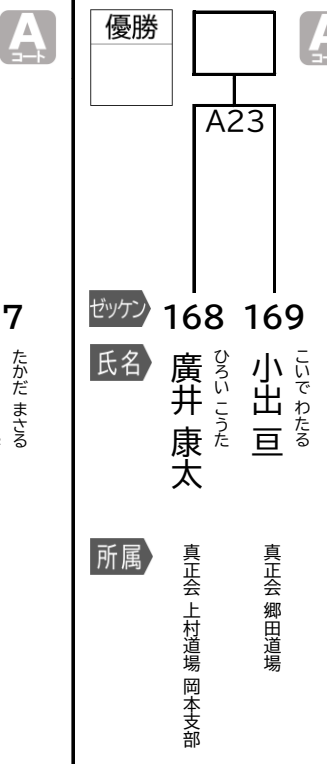 A
コート
7
たかだ まさる
優勝
A
A23
ゼッケン
168
169
氏名
廣井 康太
ひろい こうた
小出 亘
こいで わたる
所属
真正会 上村道場 岡本支部
真正会 郷田道場